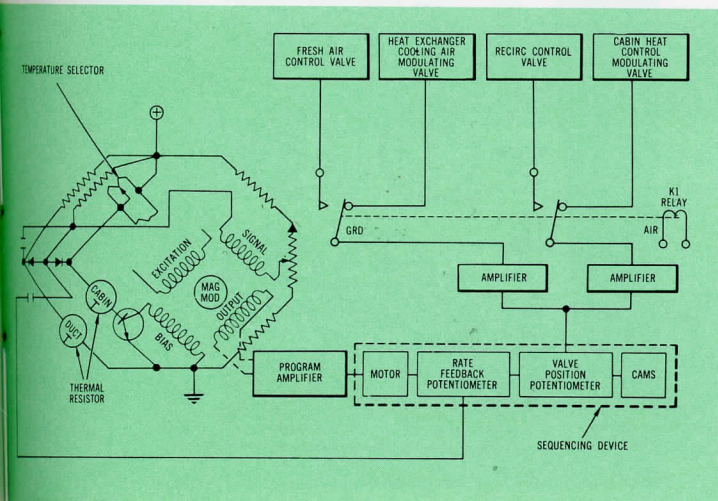 FRESH AIR
CONTROL VALVE
HEAT EXCHANGER
COOLING AIR
MODULATING
VALVE
RECIRC CONTROL
VALVE
CABIN HEAT
CONTROL
MODULATING
VALVE
TEMPERATURE SELECTOR
K1
RELAY
AIR
GRD
SIGNAL
EXCITATION
MAG
MOD
OUTPUT
BIAS
CABIN
T
DUCT
T
THERMAL
RESISTOR
AMPLIFIER
AMPLIFIER
PROGRAM
AMPLIFIER
MOTOR
RATE
FEEDBACK
POTENTIOMETER
VALVE
POSITION
POTENTIOMETER
CAMS
SEQUENCING DEVICE